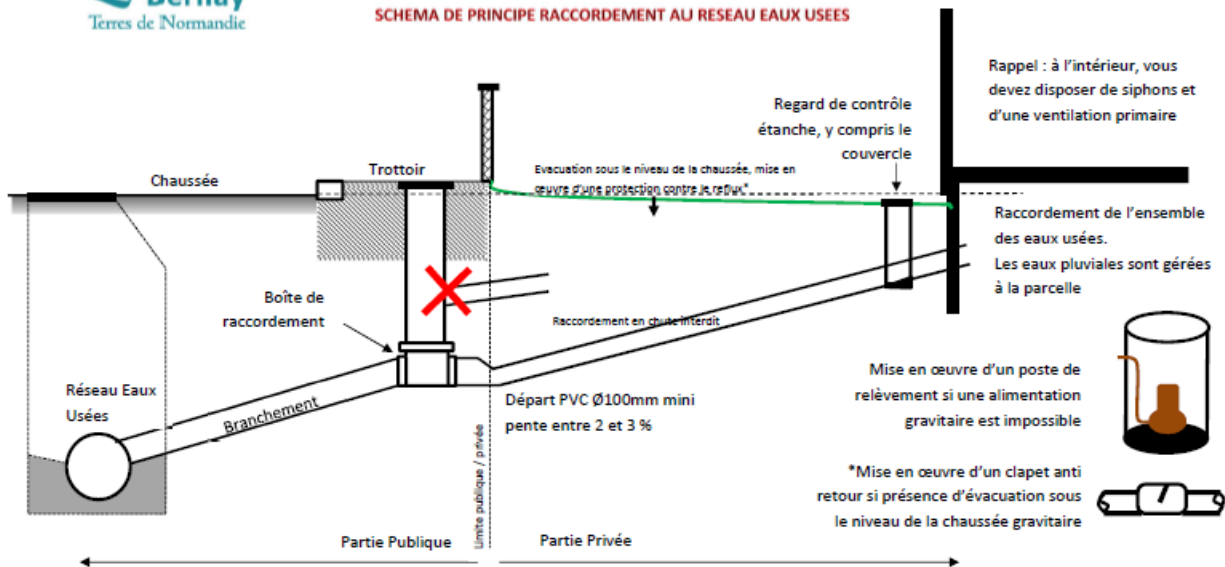 Bernay
Terres de Normandie
SCHEMA DE PRINCIPE RACCORDEMENT AU RESEAU EAUX USEES
Rappel : à l'intérieur, vous
devez disposer de siphons et
d'une ventilation primaire
Regard de contrôle
étanche, y compris le
couvercle
Chaussée
Trottoir
Evacuation sous le niveau de la chaussée, mise en
œuvre d'une protection contre le reflux*
Raccordement de l'ensemble
des eaux usées.
Les eaux pluviales sont gérées
à la parcelle
Boîte de
raccordement
Raccordement en chute interdit
Réseau Eaux
Usées
Branchement
Départ PVC Ø100mm mini
pente entre 2 et 3 %
Mise en œuvre d'un poste de
relèvement si une alimentation
gravitaire est impossible
*Mise en œuvre d'un clapet anti
retour si présence d'évacuation sous
le niveau de la chaussée gravitaire
Limite publique / privée
Partie Publique
Partie Privée